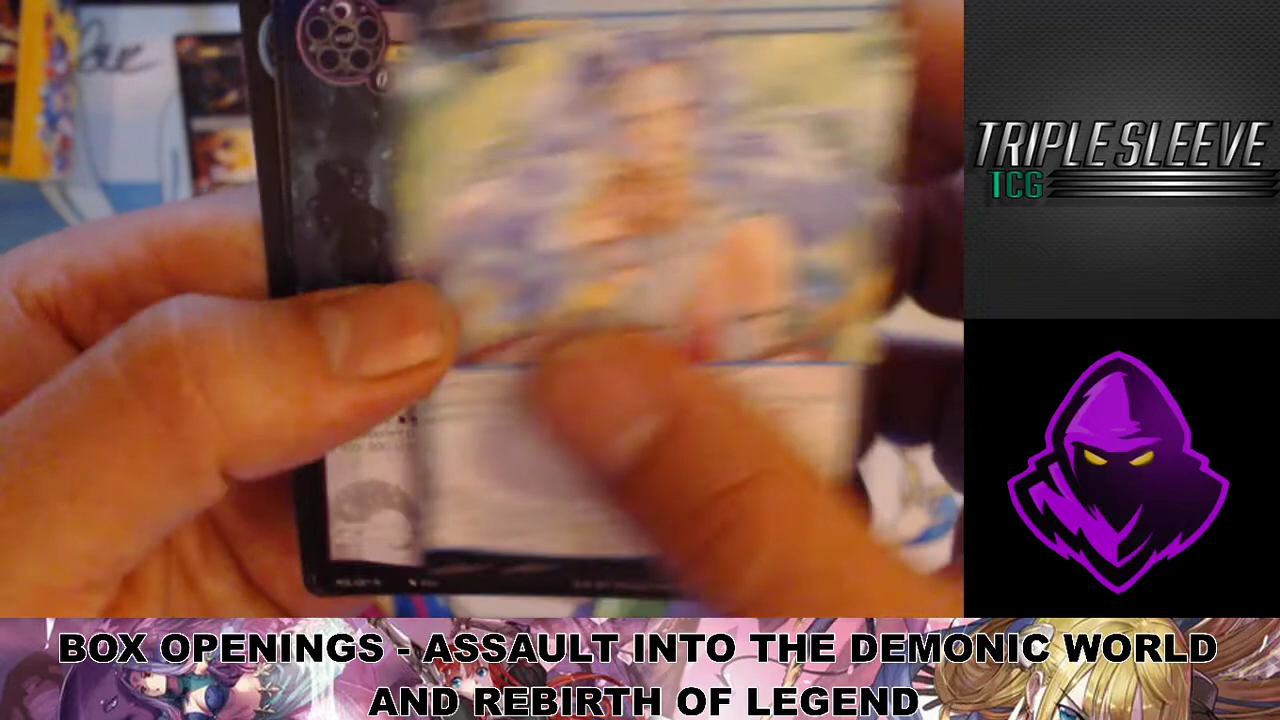 TRIPLE SLEEVE
TCG
BOX OPENINGS - ASSAULT INTO THE DEMONIC WORLD
AND REBIRTH OF LEGEND